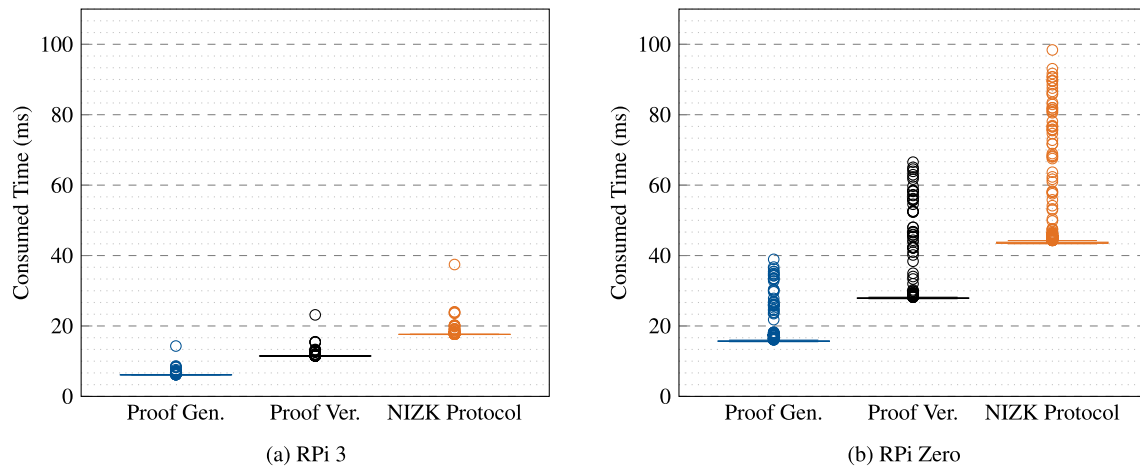 Consumed Time (ms)
100
80
60
40
20
0
Proof Gen. Proof Ver. NIZK Protocol
(a) RPi 3
Consumed Time (ms)
100
80
60
40
20
0
Proof Gen. Proof Ver. NIZK Protocol
(b) RPi Zero